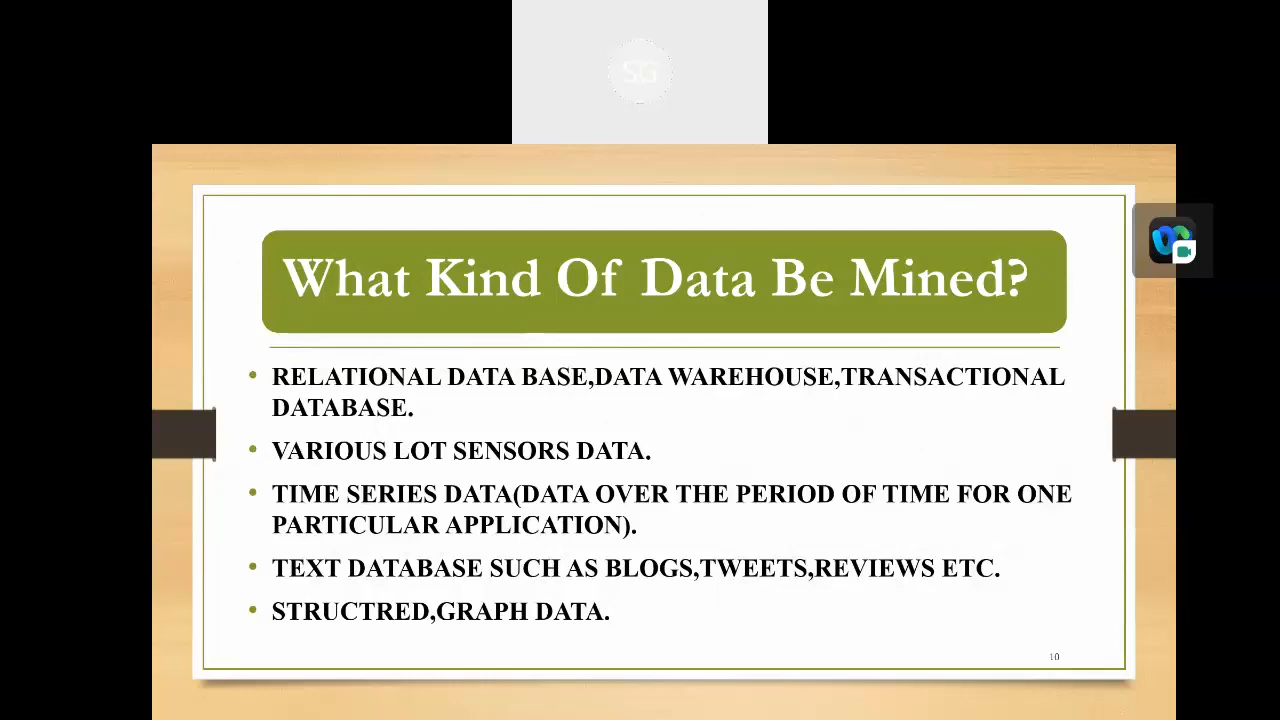 SG
What Kind Of Data Be Mined?
• RELATIONAL DATA BASE,DATA WAREHOUSE,TRANSACTIONAL
DATABASE.
• VARIOUS LOT SENSORS DATA.
• TIME SERIES DATA(DATA OVER THE PERIOD OF TIME FOR ONE
PARTICULAR APPLICATION).
• TEXT DATABASE SUCH AS BLOGS,TWEETS,REVIEWS ETC.
• STRUCTRED,GRAPH DATA.
10